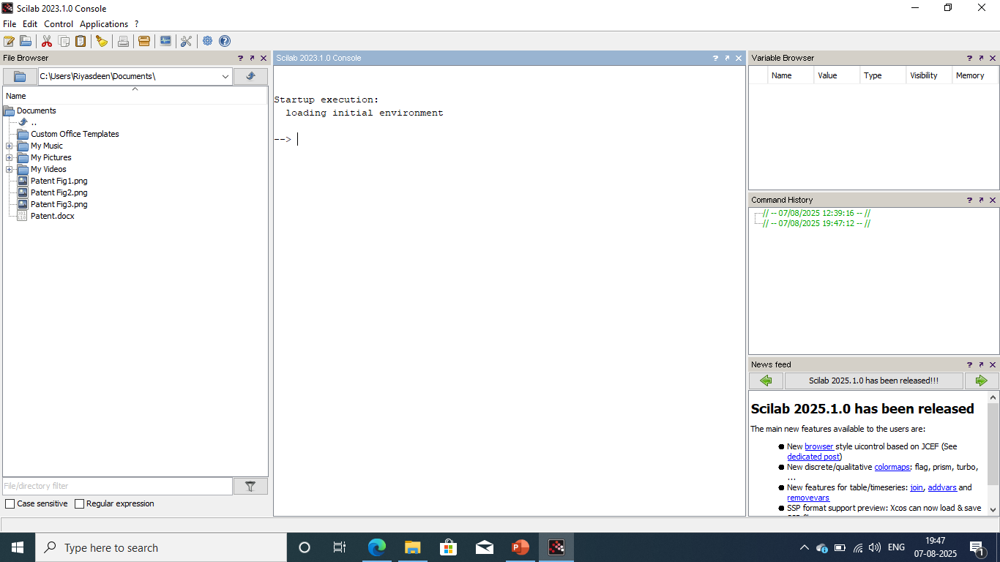 Scilab 2023.1.0 Console
File Edit Control Applications ?
File Browser ? 
C:\Users\Riyasdeen\Documents\
Name
Documents
..
Custom Office Templates
My Music
My Pictures
My Videos
Patent Fig1.png
Patent Fig2.png
Patent Fig3.png
Patent.docx
File/directory filter
Case sensitive Regular expression
Scilab 2023.1.0 Console ?
Startup execution:
loading initial environment
-->
Variable Browser ?
Name Value Type Visibility Memory
Command History ?
// -- 07/08/2025 12:39:16 -- //
// -- 07/08/2025 19:47:12 -- //
News feed ?
Scilab 2025.1.0 has been released!!!
Scilab 2025.1.0 has been released
The main new features available to the users are:
● New browser style uicontrol based on JCEF (See
dedicated post)
● New discrete/qualitative colormaps: flag, prism, turbo,
...
● New features for table/timeseries: join, addvars and
removevars
● SSP format support preview: Xcos can now load & save
Type here to search
ENG
19:47
07-08-2025
1